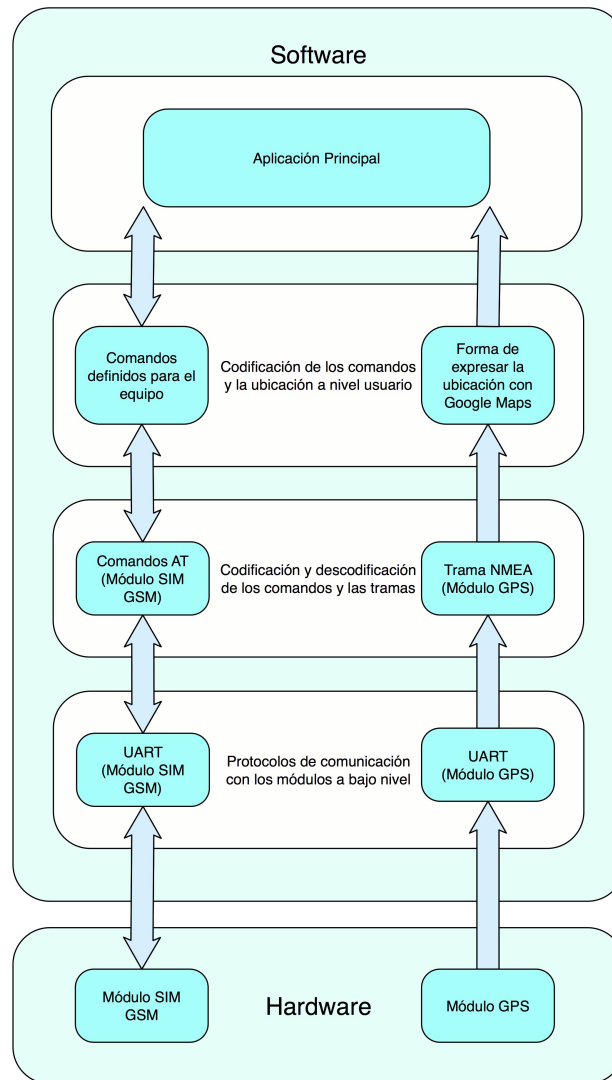 Software
Aplicación Principal
Comandos
definidos para el
equipo
Codificación de los comandos
y la ubicación a nivel usuario
Forma de
expresar la
ubicación con
Google Maps
Comandos AT
(Módulo SIM
GSM)
Codificación y descodificación
de los comandos y las tramas
Trama NMEA
(Módulo GPS)
UART
(Módulo SIM
GSM)
Protocolos de comunicación
con los módulos a bajo nivel
UART
(Módulo GPS)
Módulo SIM
GSM
Hardware
Módulo GPS